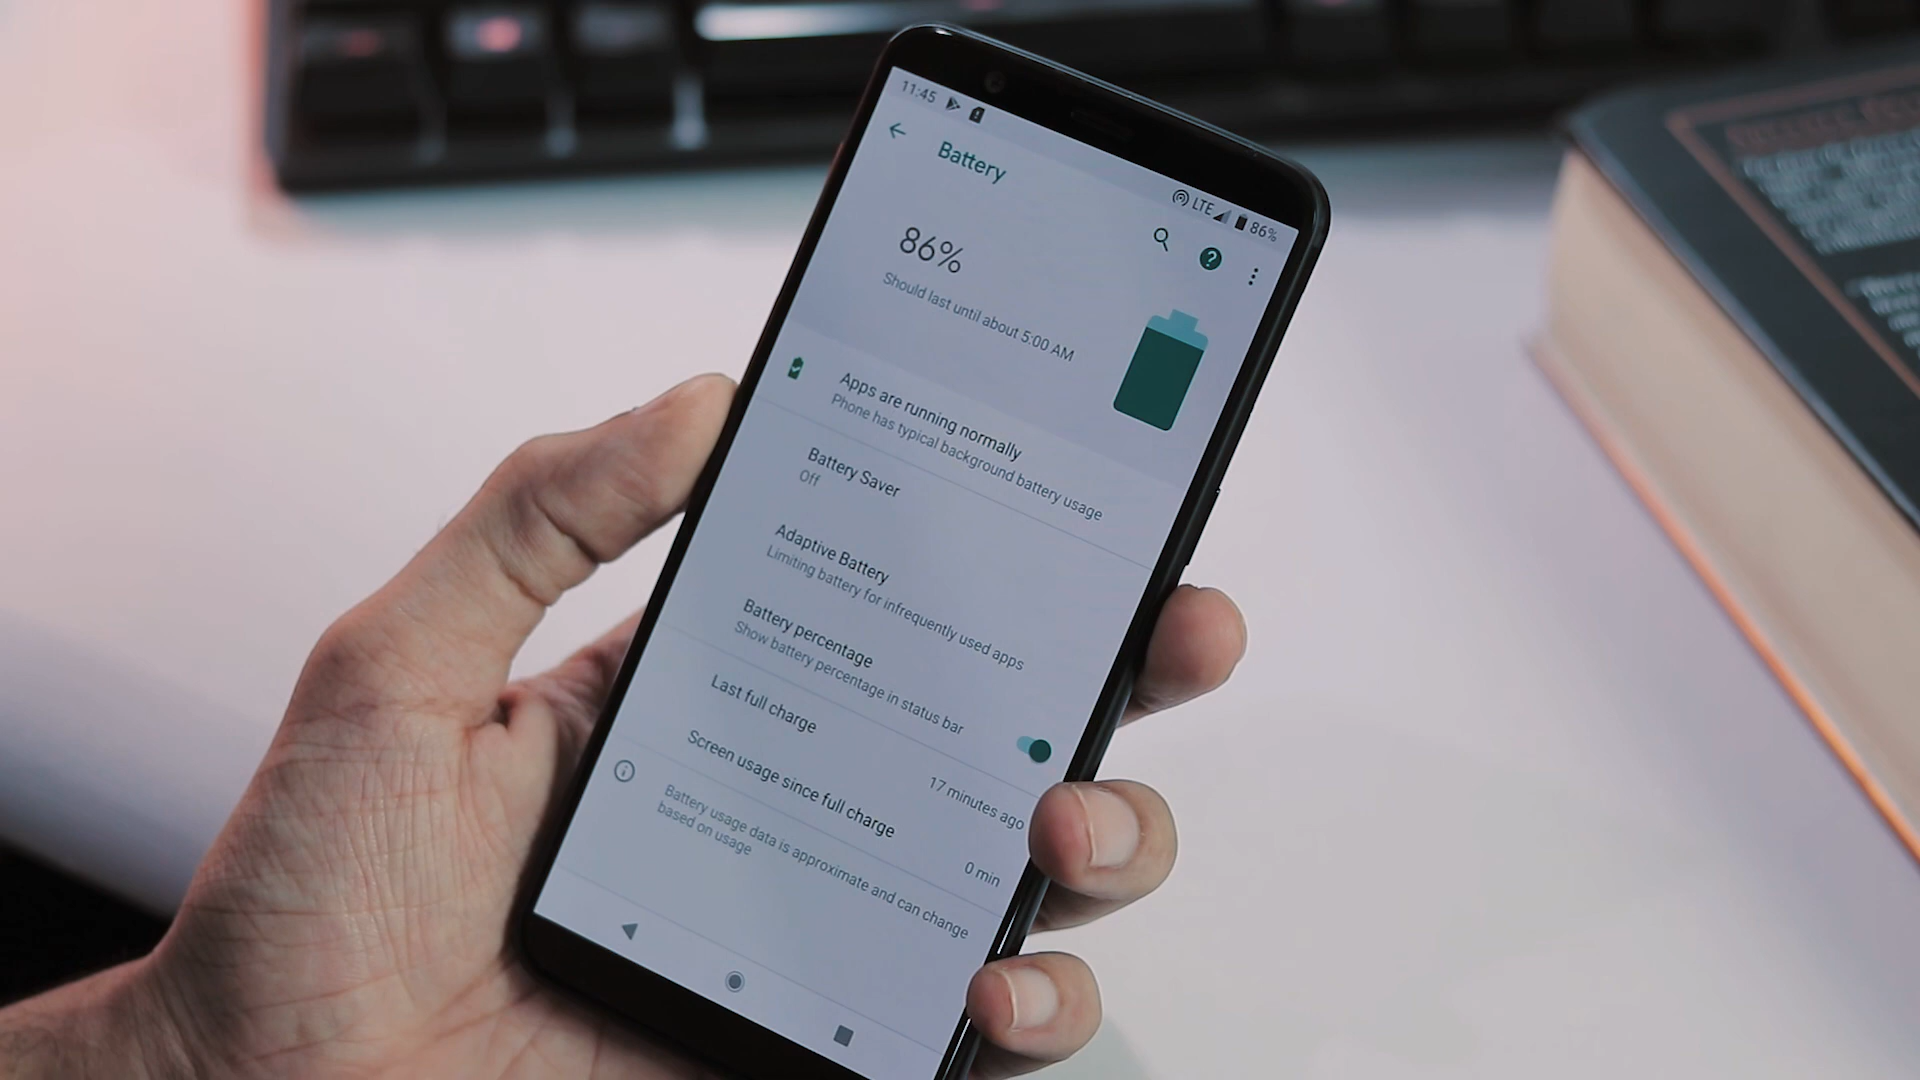 11:45
LTE 86%
Battery
86%
Should last until about 5:00 AM
Apps are running normally
Phone has typical background battery usage
Battery Saver
Off
Adaptive Battery
Limiting battery for infrequently used apps
Battery percentage
Show battery percentage in status bar
Last full charge
17 minutes ago
Screen usage since full charge
0 min
Battery usage data is approximate and can change
based on usage